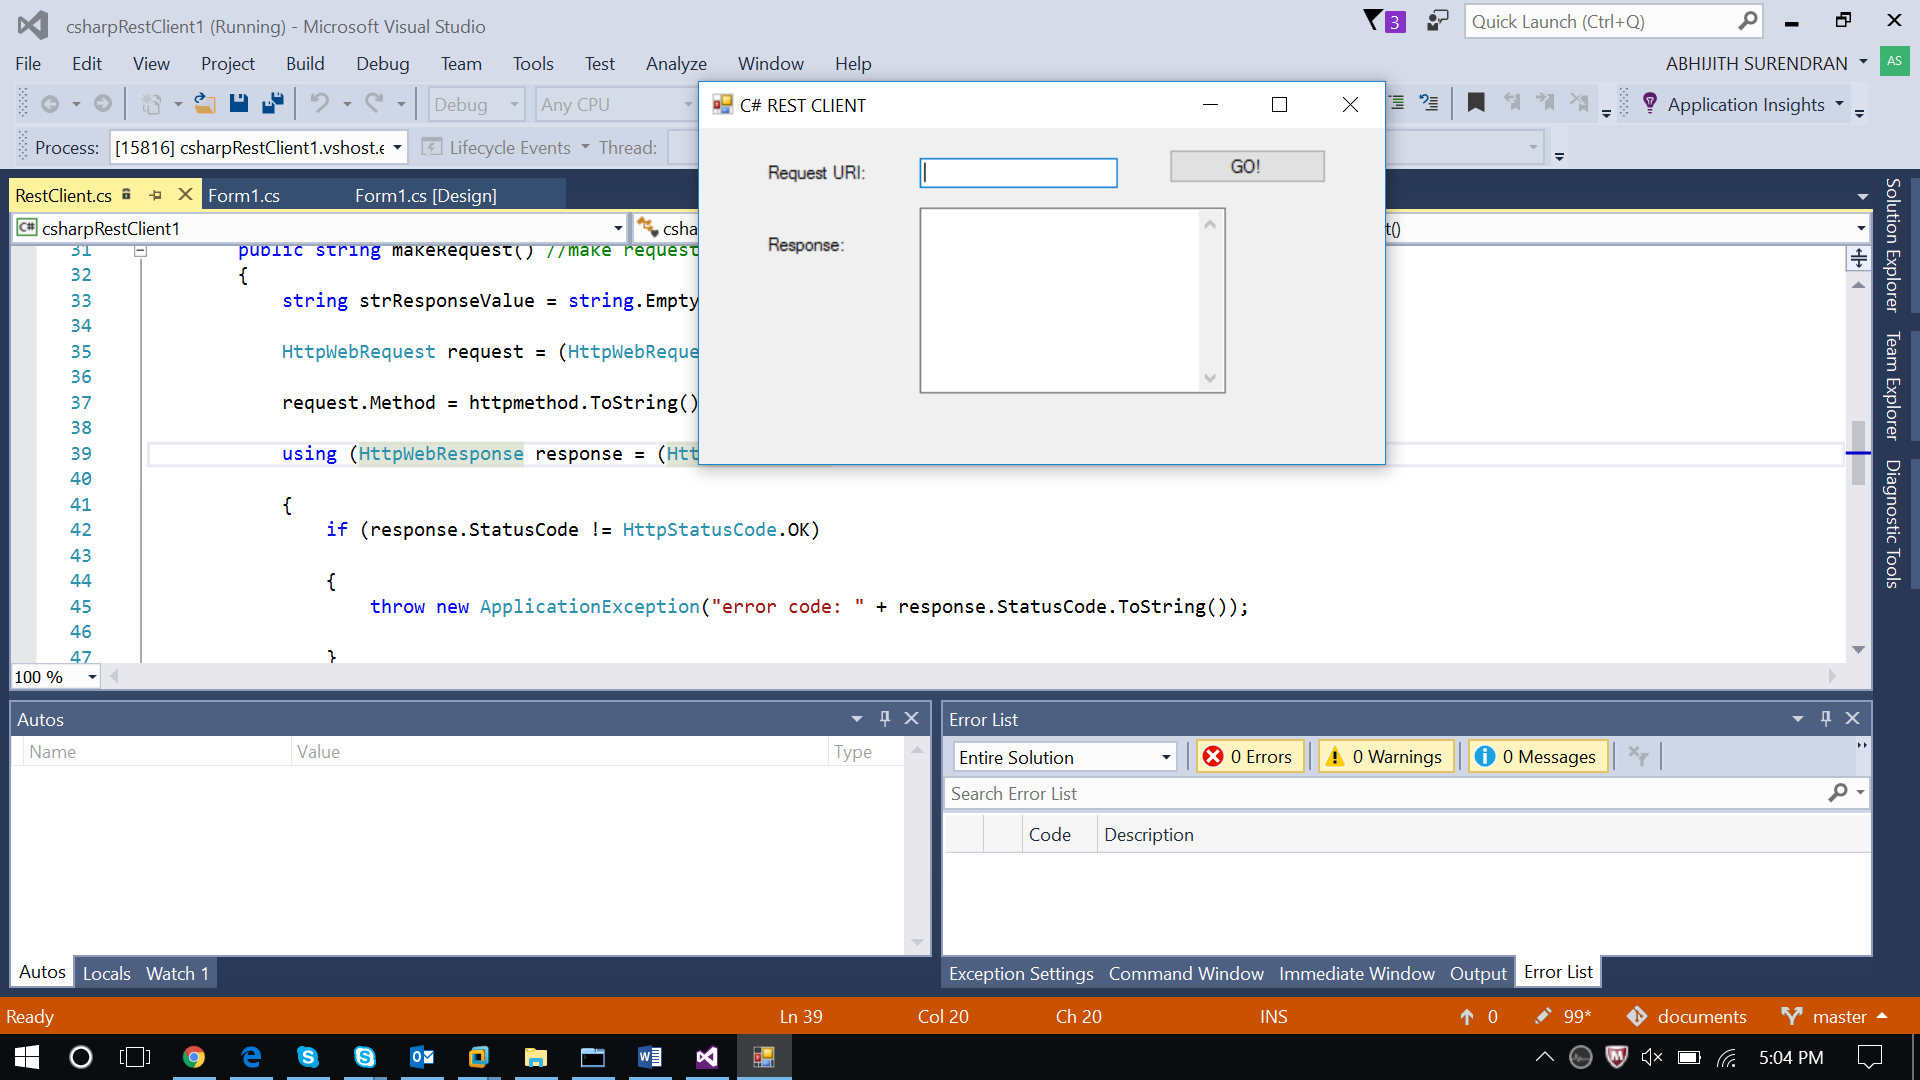 csharpRestClient1 (Running) - Microsoft Visual Studio
3
Quick Launch (Ctrl+Q)
File Edit View Project Build Debug Team Tools Test Analyze Window Help
ABHIJITH SURENDRAN AS
Debug Any CPU
Application Insights
Process: [15816] csharpRestClient1.vshost.e Lifecycle Events Thread:
C# REST CLIENT
Request URI: GO!
Response:
RestClient.cs Form1.cs Form1.cs [Design]
C# csharpRestClient1 csha t()
31 public string makeRequest() //make request
32 {
33 string strResponseValue = string.Empty
34
35 HttpWebRequest request = (HttpWebReque
36
37 request.Method = httpmethod.ToString()
38
39 using (HttpWebResponse response = (Htt
40
41 {
42 if (response.StatusCode != HttpStatusCode.OK)
43
44 {
45 throw new ApplicationException("error code: " + response.StatusCode.ToString());
46
47 }
100 %
Solution Explorer
Team Explorer
Diagnostic Tools
Autos
Name Value Type
Autos Locals Watch 1
Error List
Entire Solution 0 Errors 0 Warnings 0 Messages
Search Error List
Code Description
Exception Settings Command Window Immediate Window Output Error List
Ready Ln 39 Col 20 Ch 20 INS 0 99* documents master
5:04 PM